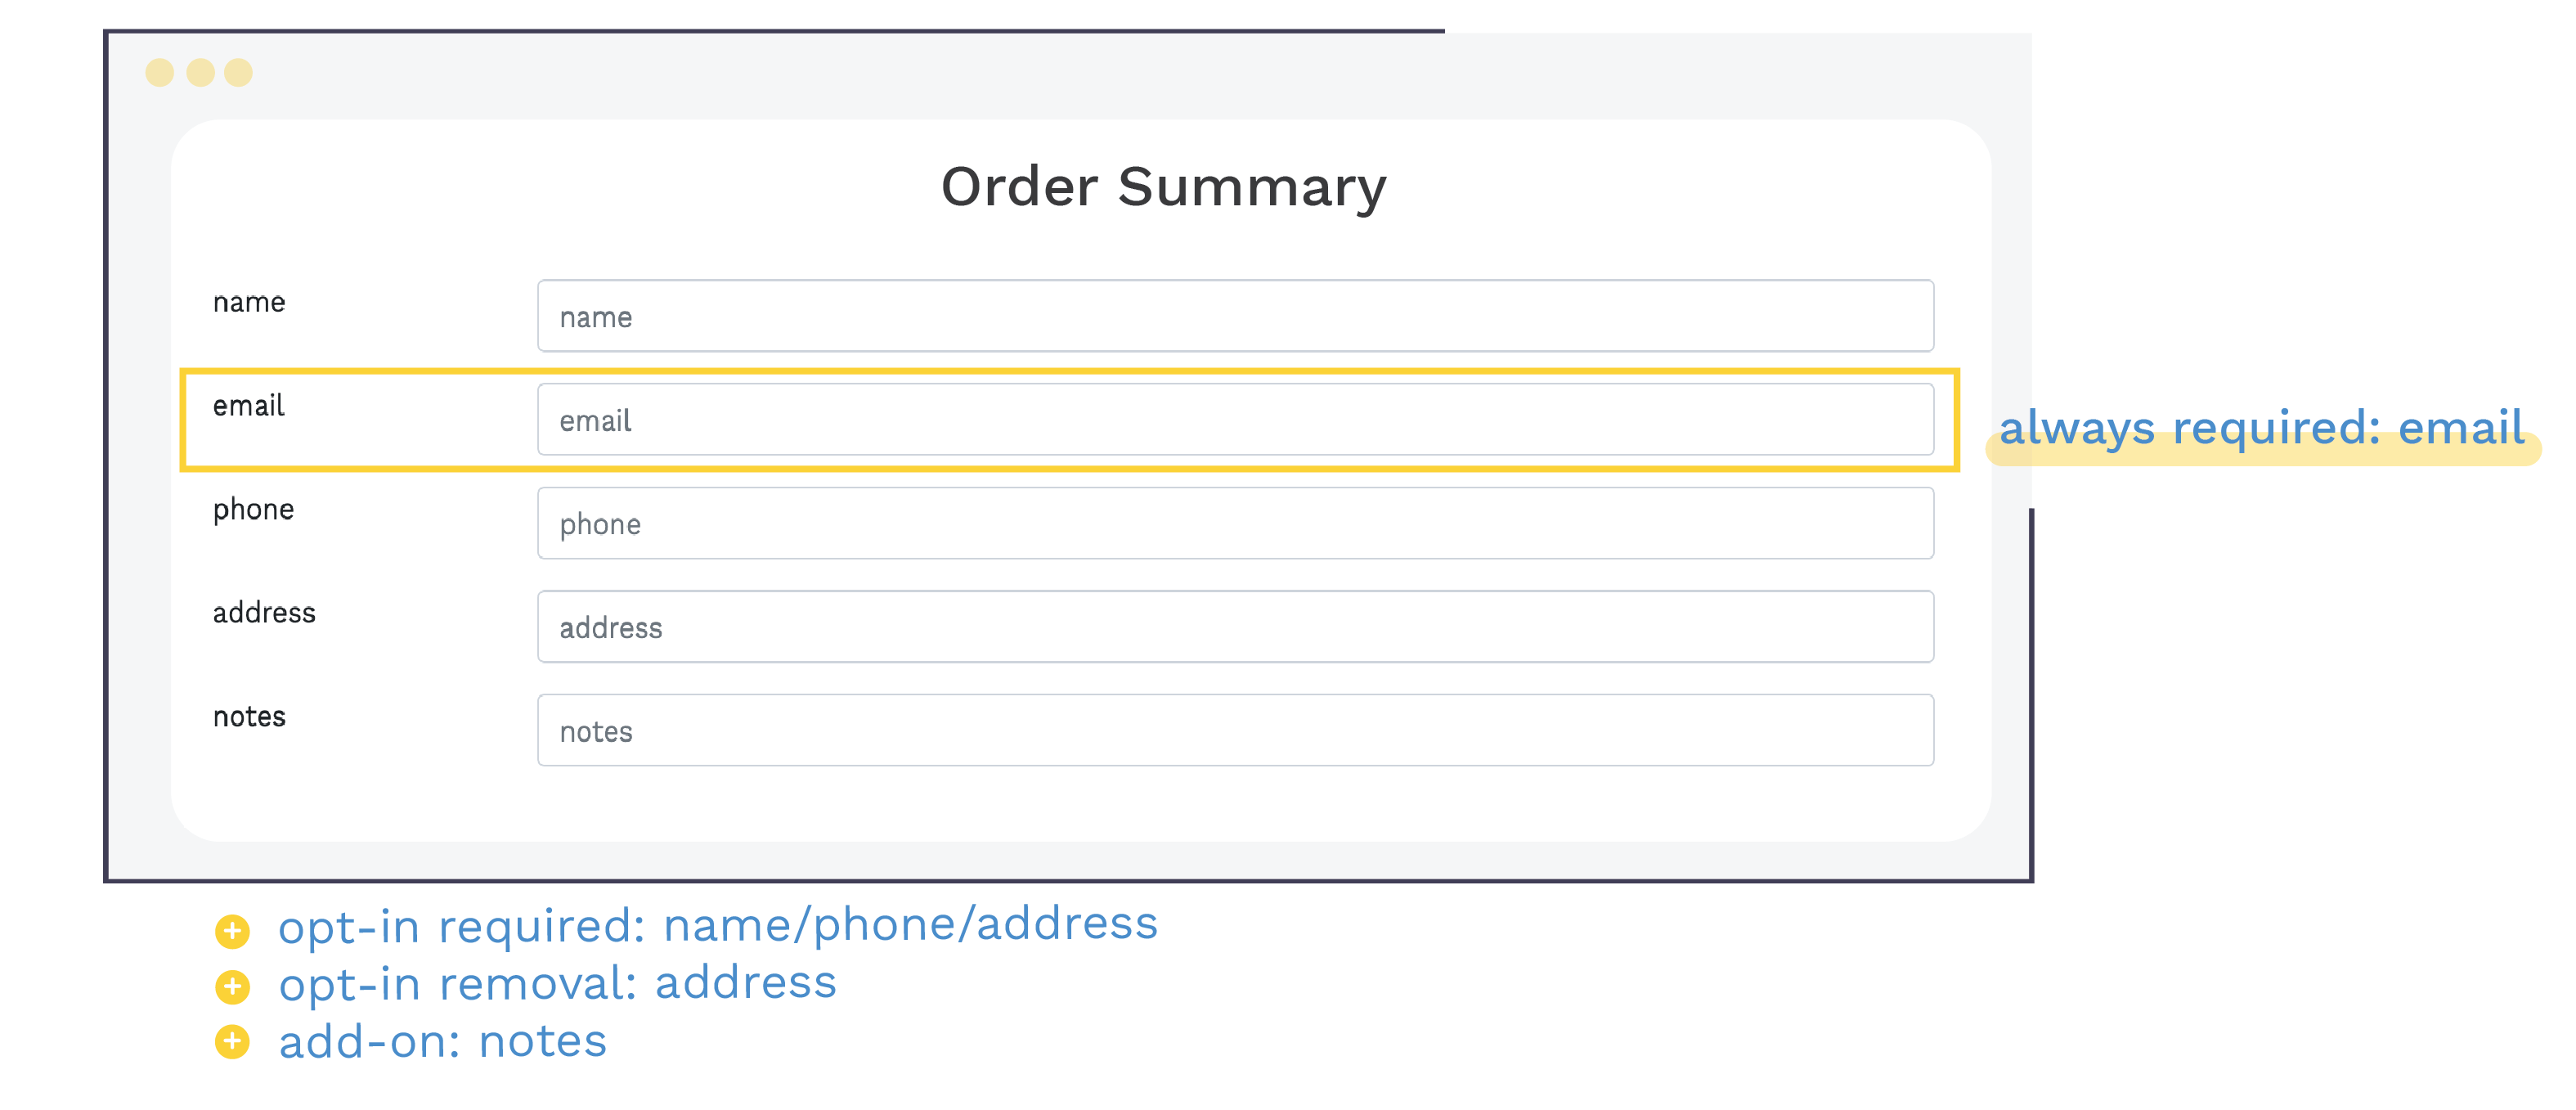 Order Summary
name
name
email
email
always required: email
phone
phone
address
address
notes
notes
opt-in required: name/phone/address
opt-in removal: address
add-on: notes